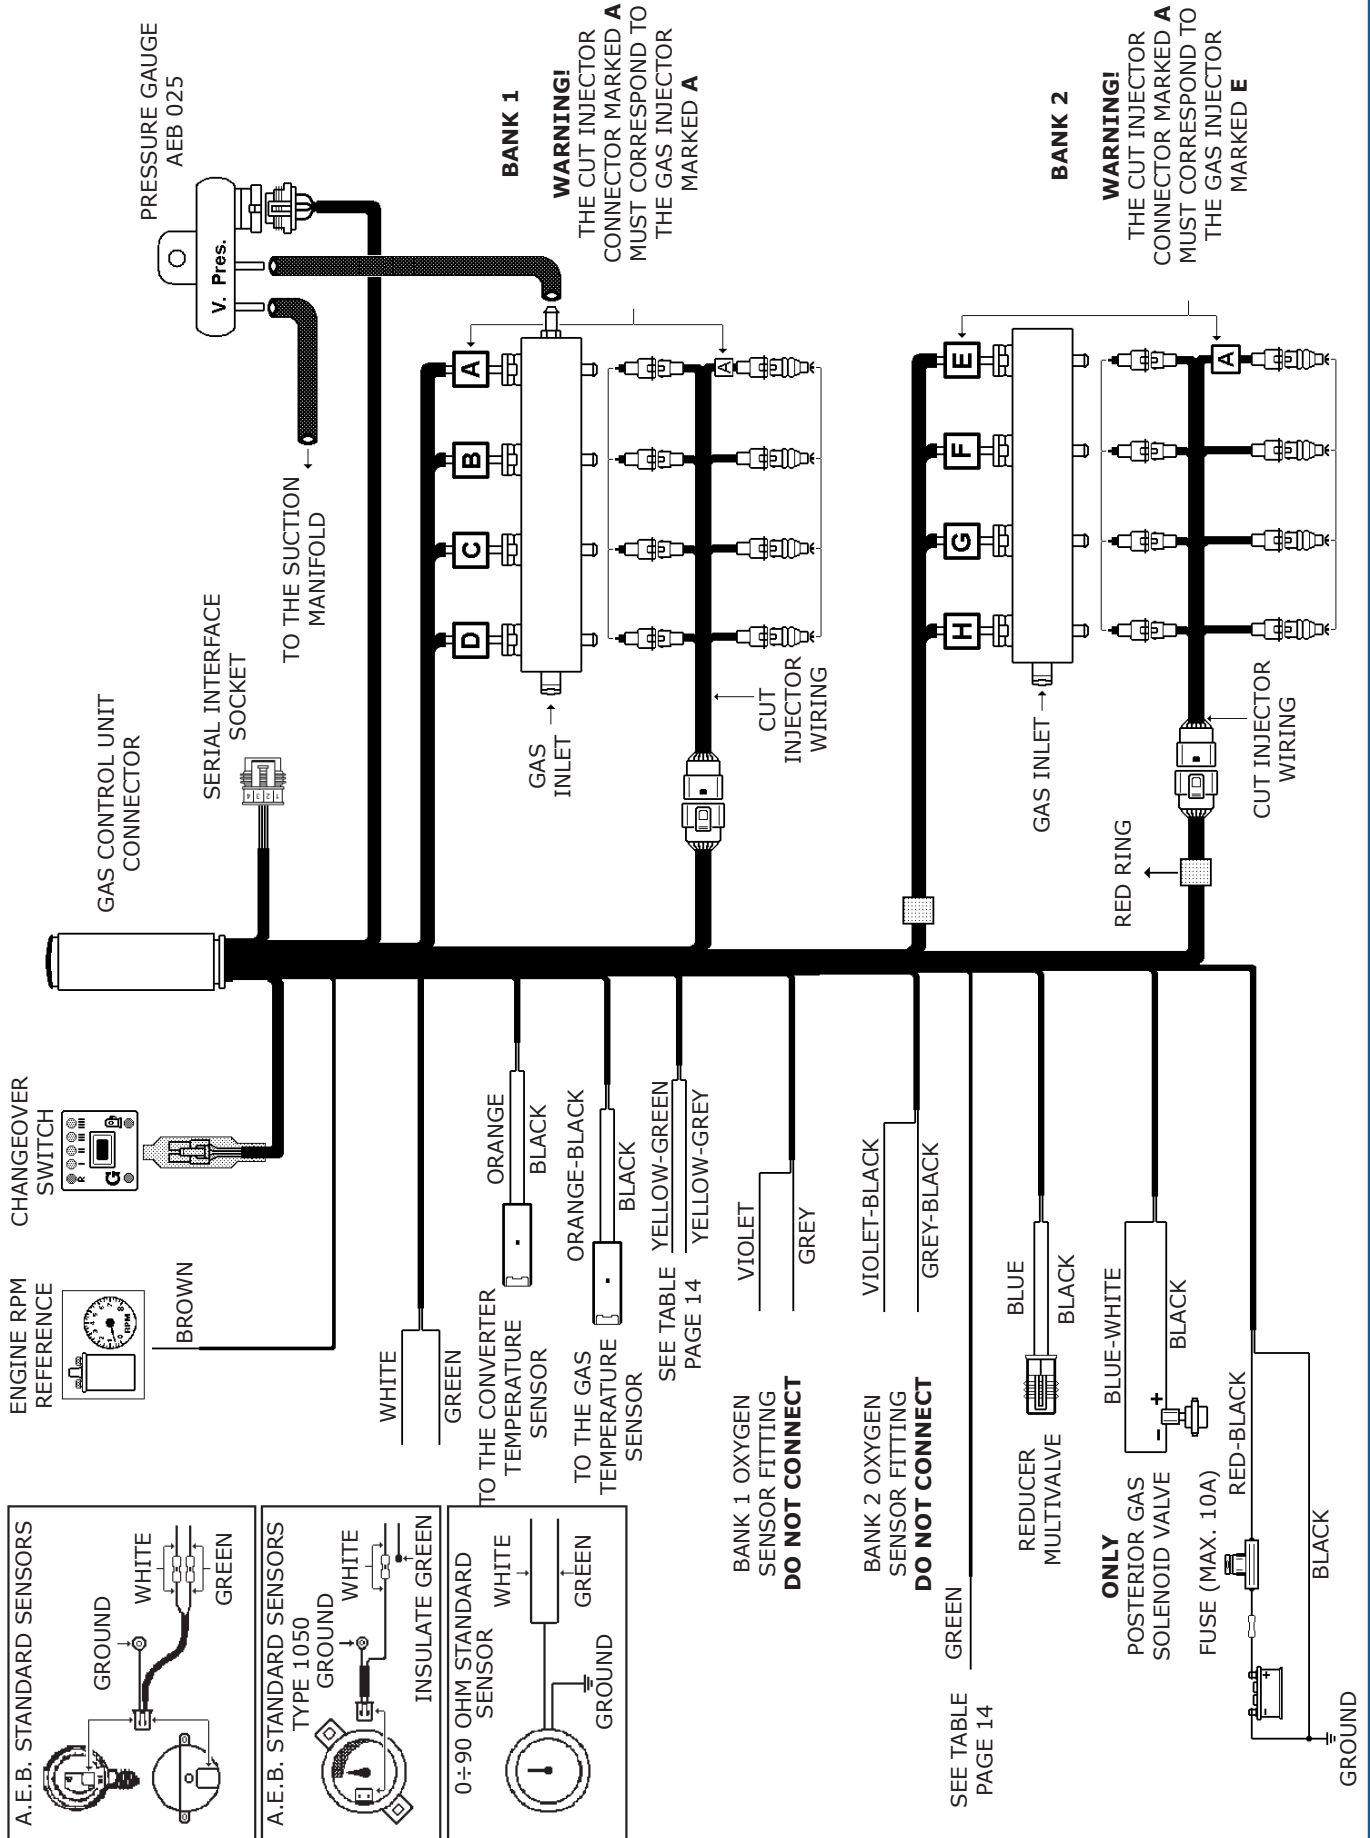 A.E.B. STANDARD SENSORS
GROUND
WHITE
GREEN
A.E.B. STANDARD SENSORS
TYPE 1050
GROUND
WHITE
INSULATE GREEN
0÷90 OHM STANDARD
SENSOR
WHITE
GREEN
GROUND
ENGINE RPM
REFERENCE
RPM
BROWN
CHANGEOVER
SWITCH
R I II III IIII
G
GAS CONTROL UNIT
CONNECTOR
SERIAL INTERFACE
SOCKET
4 3 2 1
TO THE SUCTION
MANIFOLD
PRESSURE GAUGE
AEB 025
V. Pres.
WHITE
GREEN
TO THE CONVERTER
TEMPERATURE
SENSOR
ORANGE
BLACK
TO THE GAS
TEMPERATURE
SENSOR
ORANGE-BLACK
BLACK
SEE TABLE
PAGE 14
YELLOW-GREEN
YELLOW-GREY
BANK 1 OXYGEN
SENSOR FITTING
DO NOT CONNECT
VIOLET
GREY
BANK 2 OXYGEN
SENSOR FITTING
DO NOT CONNECT
VIOLET-BLACK
GREY-BLACK
SEE TABLE
PAGE 14
GREEN
REDUCER
MULTIVALVE
BLUE
BLACK
ONLY
POSTERIOR GAS
SOLENOID VALVE
BLUE-WHITE
BLACK
- +
FUSE (MAX. 10A)
RED-BLACK
BLACK
- +
GROUND
D
C
B
A
GAS
INLET
CUT
INJECTOR
WIRING
A
BANK 1
WARNING!
THE CUT INJECTOR
CONNECTOR MARKED A
MUST CORRESPOND TO
THE GAS INJECTOR
MARKED A
H
G
F
E
GAS INLET
RED RING
CUT INJECTOR
WIRING
A
BANK 2
WARNING!
THE CUT INJECTOR
CONNECTOR MARKED A
MUST CORRESPOND TO
THE GAS INJECTOR
MARKED E